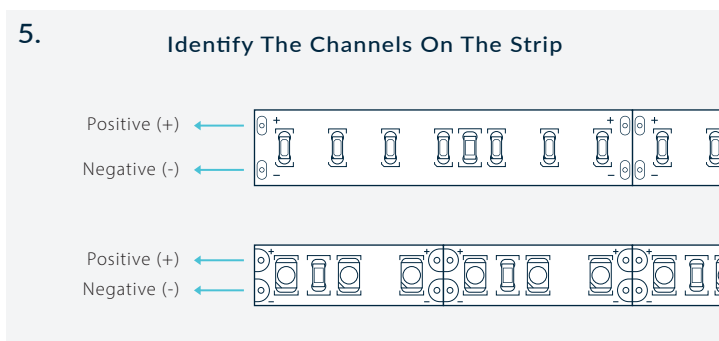 5.
Identify The Channels On The Strip
Positive (+)
+ + +
Negative (-)
– – –
Positive (+)
+ + + + +
Negative (-)
– – – – –